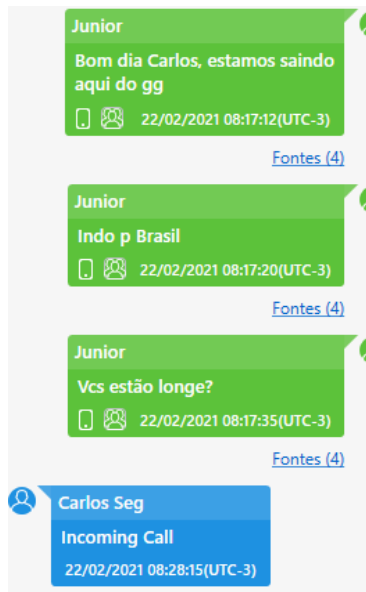 Junior
Bom dia Carlos, estamos saindo
aqui do gg
22/02/2021 08:17:12(UTC-3)
Fontes (4)
Junior
Indo p Brasil
22/02/2021 08:17:20(UTC-3)
Fontes (4)
Junior
Vcs estão longe?
22/02/2021 08:17:35(UTC-3)
Fontes (4)
Carlos Seg
Incoming Call
22/02/2021 08:28:15(UTC-3)